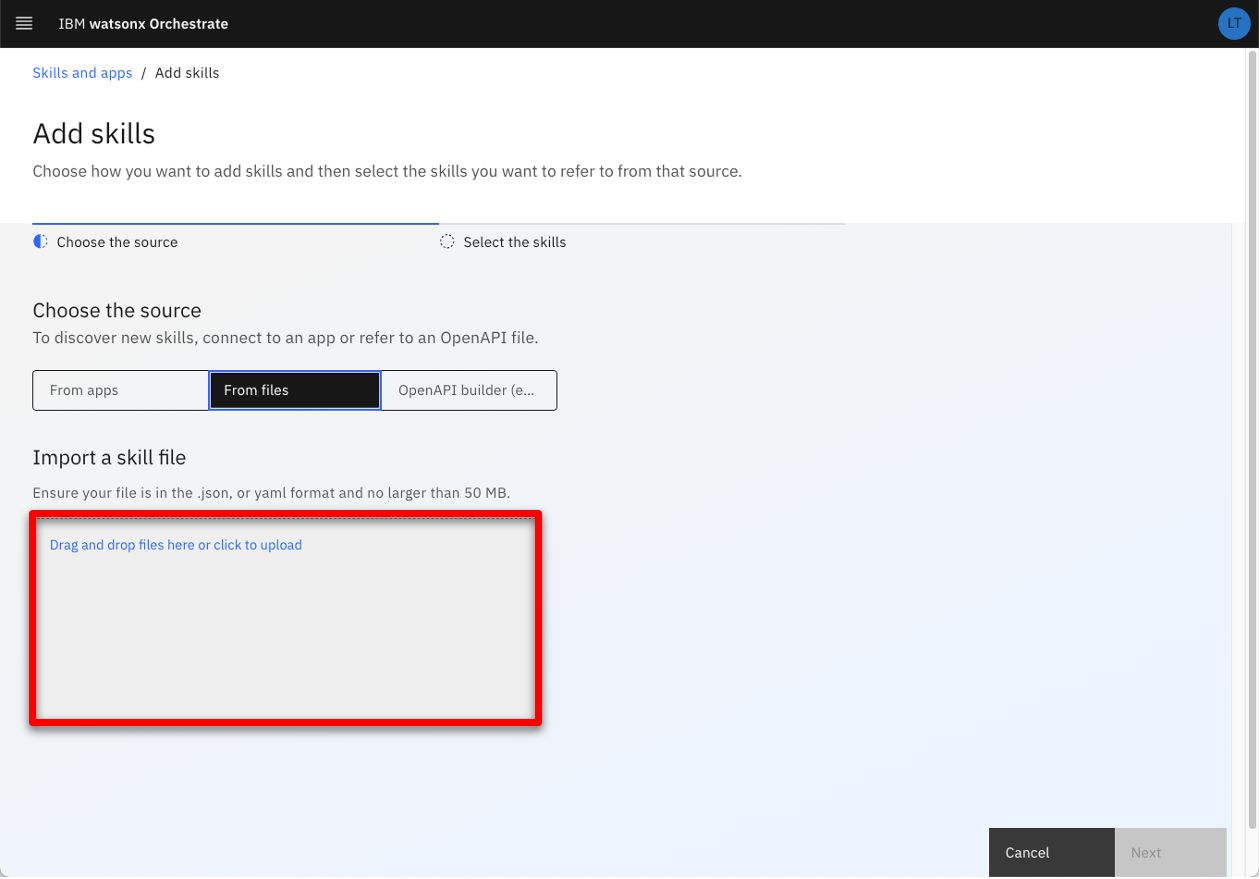 IBM watsonx Orchestrate
LT
Skills and apps / Add skills
Add skills
Choose how you want to add skills and then select the skills you want to refer to from that source.
Choose the source
Select the skills
Choose the source
To discover new skills, connect to an app or refer to an OpenAPI file.
From apps
From files
OpenAPI builder (e...
Import a skill file
Ensure your file is in the .json, or yaml format and no larger than 50 MB.
Drag and drop files here or click to upload
Cancel
Next